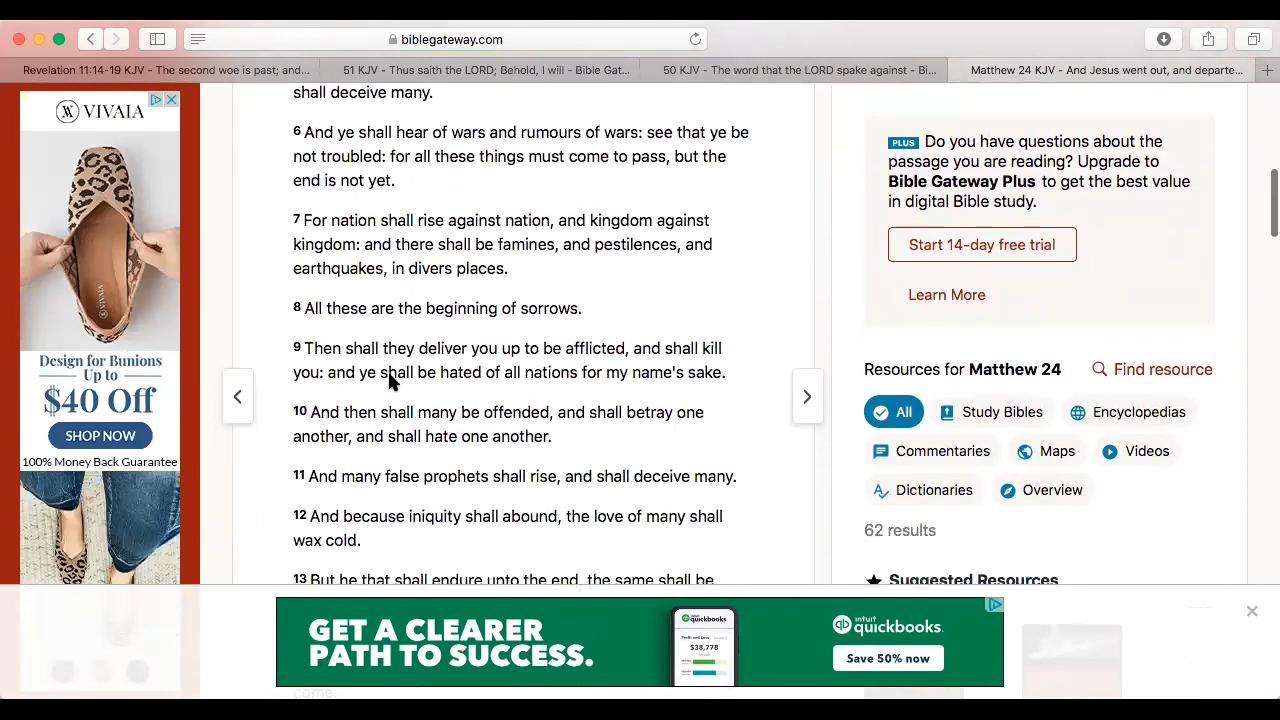 biblegateway.com
Revelation 11:14-19 KJV - The second woe is past; and...
51 KJV - Thus saith the LORD; Behold, I will - Bible Gat...
50 KJV - The word that the LORD spake against - Bi...
Matthew 24 KJV - And Jesus went out, and departe...
VIVAIA
Design for Bunions
Up to
$40 Off
SHOP NOW
100% Money Back Guarantee
shall deceive many.
6 And ye shall hear of wars and rumours of wars: see that ye be
not troubled: for all these things must come to pass, but the
end is not yet.
7 For nation shall rise against nation, and kingdom against
kingdom: and there shall be famines, and pestilences, and
earthquakes, in divers places.
8 All these are the beginning of sorrows.
9 Then shall they deliver you up to be afflicted, and shall kill
you: and ye shall be hated of all nations for my name's sake.
10 And then shall many be offended, and shall betray one
another, and shall hate one another.
11 And many false prophets shall rise, and shall deceive many.
12 And because iniquity shall abound, the love of many shall
wax cold.
13 But he that shall endure unto the end, the same shall be
come.
PLUS Do you have questions about the
passage you are reading? Upgrade to
Bible Gateway Plus to get the best value
in digital Bible study.
Start 14-day free trial
Learn More
Resources for Matthew 24
Find resource
All
Study Bibles
Encyclopedias
Commentaries
Maps
Videos
Dictionaries
Overview
62 results
Suggested Resources
GET A CLEARER
PATH TO SUCCESS.
quickbooks
Profit and Loss
$38,778
intuit
quickbooks.
Save 50% now